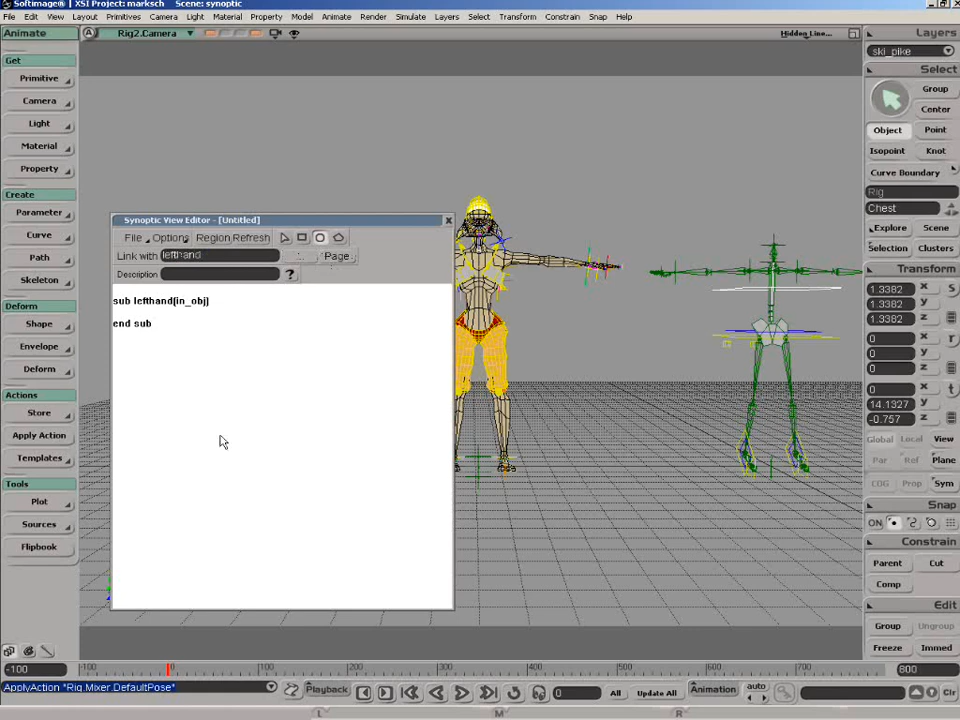 Softimage® | XSI Project: marksch Scene: synoptic
File Edit View Layout Primitives Camera Light Material Property Model Animate Render Simulate Layers Select Transform Constrain Snap Help
Animate
Get
Primitive
Camera
Light
Material
Property
Create
Parameter
Curve
Path
Skeleton
Deform
Shape
Envelope
Deform
Actions
Store
Apply Action
Templates
Tools
Plot
Sources
Flipbook
A Rig2.Camera Hidden Line...
Synoptic View Editor - [Untitled]
File Options Region Refresh
Link with lefthand ... Page
Description ?
sub lefthand(in_obj)
end sub
Layers
ski_pike
Select
Group
Center
Object Point
Isopoint Knot
Curve Boundary
Rig
Chest
Explore Scene
Selection Clusters
Transform
1.3382 x s
1.3382 y
1.3382 z
0 x r
0 y
0 z
0 x t
14.1327 y
-0.757 z
Global Local View
Par Ref Plane
COG Prop Sym
Snap
ON
Constrain
Parent Cut
Comp
Edit
Group Ungroup
Freeze Immed
-100 -100 0 100 200 300 400 500 600 700 800
ApplyAction "Rig.Mixer.DefaultPose" Playback 0 All Update All Animation auto Clr
L M R